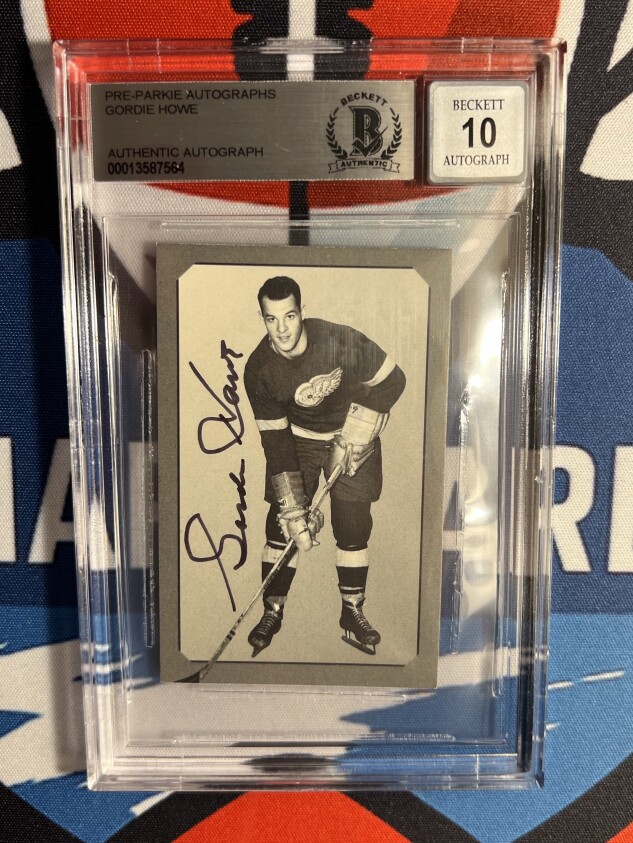 PRE-PARKIE AUTOGRAPHS
GORDIE HOWE
AUTHENTIC AUTOGRAPH
00013587564
BECKETT
B
AUTHENTIC
BECKETT
10
AUTOGRAPH
Gordie Howe